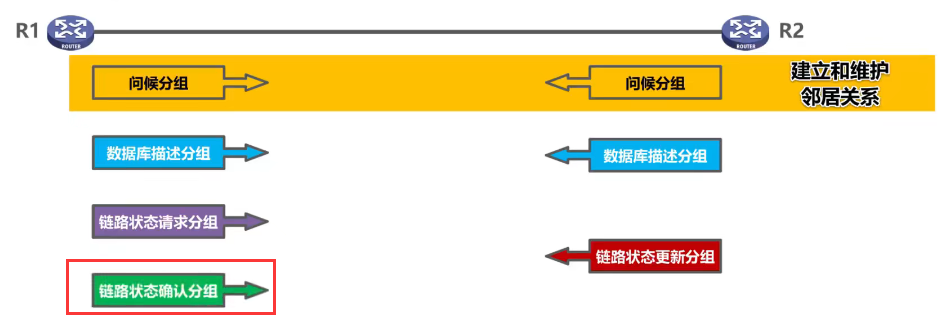 R1
ROUTER
ROUTER
R2
问候分组
问候分组
建立和维护
邻居关系
数据库描述分组
数据库描述分组
链路状态请求分组
链路状态更新分组
链路状态确认分组